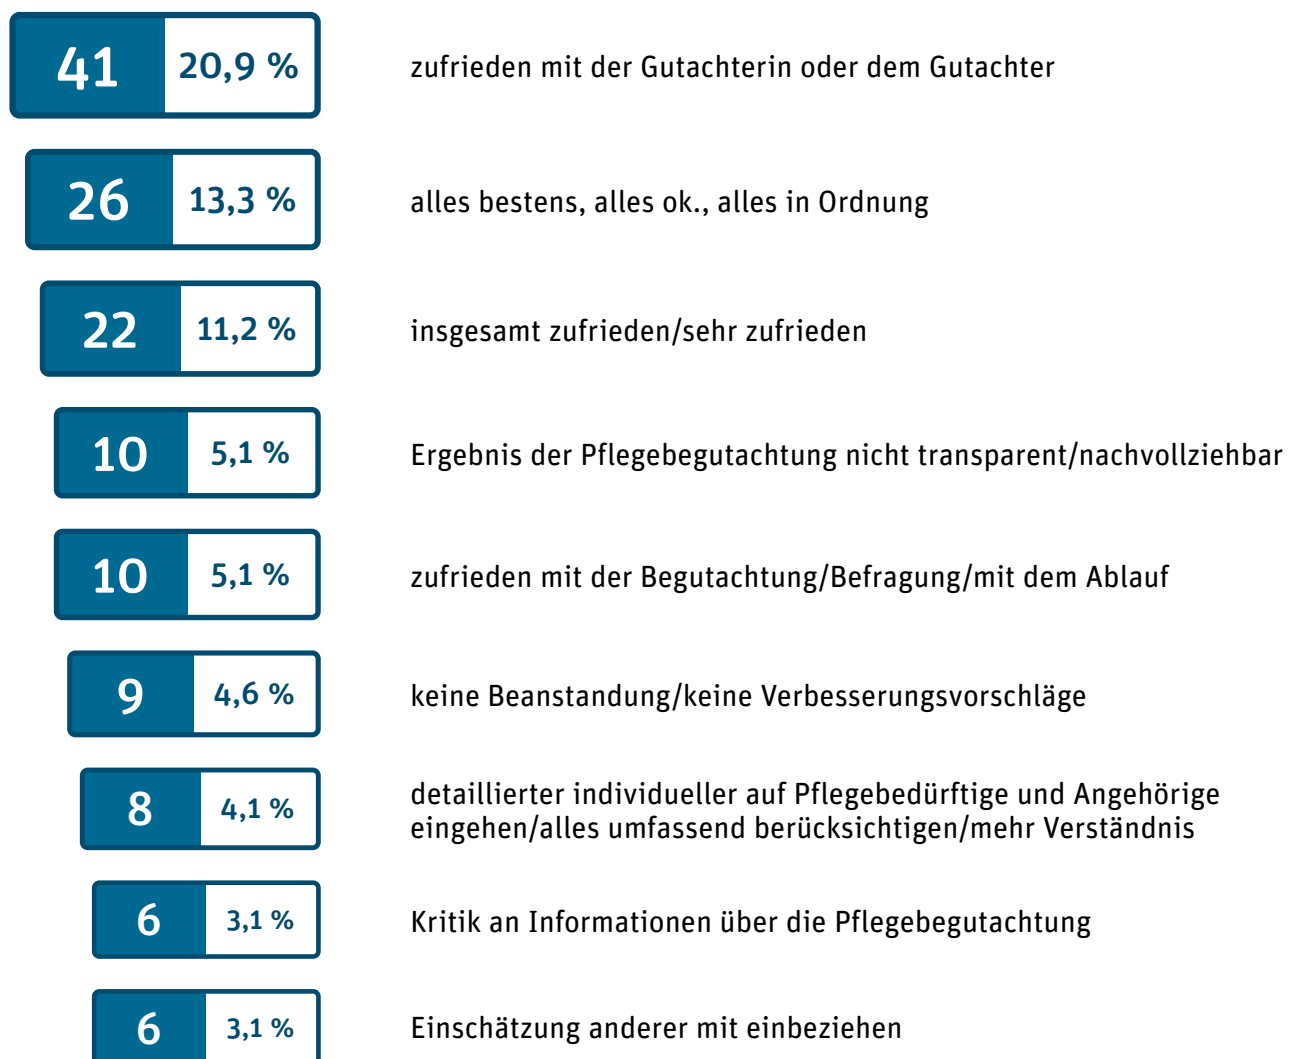 41 20,9 % zufrieden mit der Gutachterin oder dem Gutachter
26 13,3 % alles bestens, alles ok., alles in Ordnung
22 11,2 % insgesamt zufrieden/sehr zufrieden
10 5,1 % Ergebnis der Pflegebegutachtung nicht transparent/nachvollziehbar
10 5,1 % zufrieden mit der Begutachtung/Befragung/mit dem Ablauf
9 4,6 % keine Beanstandung/keine Verbesserungsvorschläge
8 4,1 % detaillierter individueller auf Pflegebedürftige und Angehörige
eingehen/alles umfassend berücksichtigen/mehr Verständnis
6 3,1 % Kritik an Informationen über die Pflegebegutachtung
6 3,1 % Einschätzung anderer mit einbeziehen